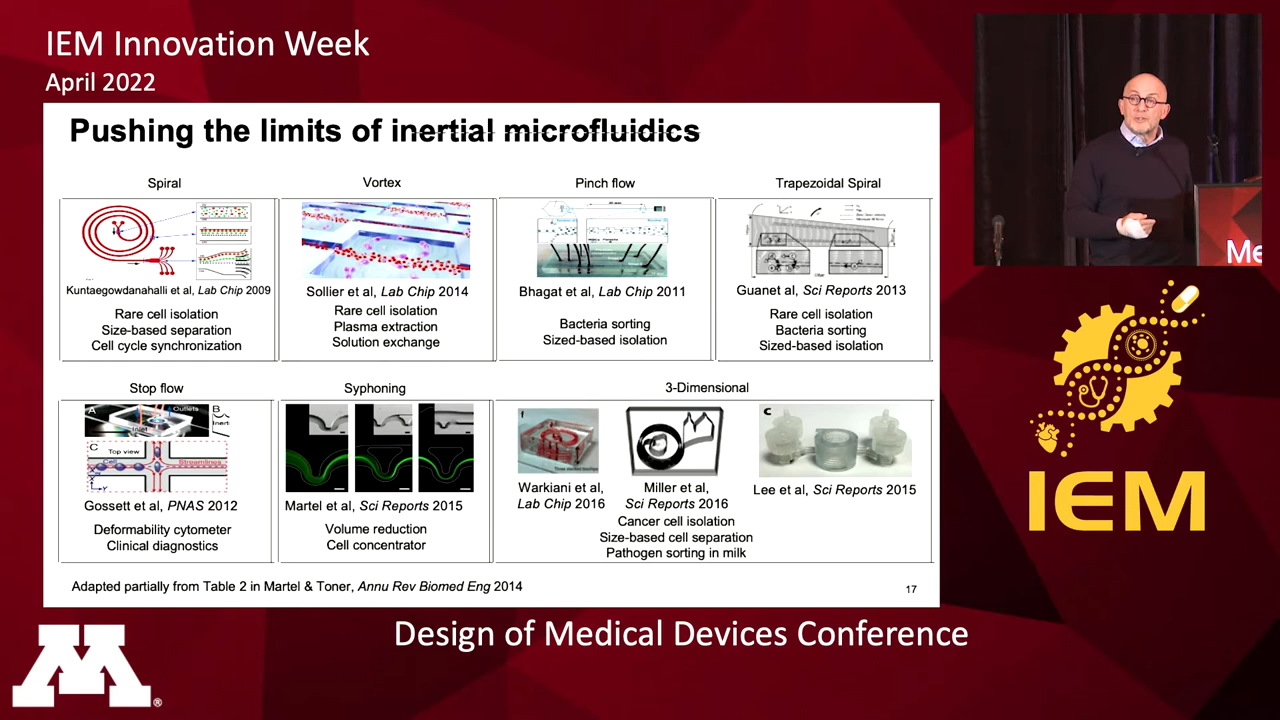 IEM Innovation Week
April 2022
Pushing the limits of inertial microfluidics
Spiral
Vortex
Pinch flow
Trapezoidal Spiral
Kuntaegowdanahalli et al, Lab Chip 2009
Sollier et al, Lab Chip 2014
Bhagat et al, Lab Chip 2011
Guanet al, Sci Reports 2013
Rare cell isolation
Size-based separation
Cell cycle synchronization
Rare cell isolation
Plasma extraction
Solution exchange
Bacteria sorting
Sized-based isolation
Rare cell isolation
Bacteria sorting
Sized-based isolation
Stop flow
Syphoning
3-Dimensional
A
Outlets
Inlet
B
Inerti
C
Top view
Cell
Streamlines
Y
f
C
Gossett et al, PNAS 2012
Martel et al, Sci Reports 2015
Warkiani et al,
Lab Chip 2016
Miller et al,
Sci Reports 2016
Lee et al, Sci Reports 2015
Deformability cytometer
Clinical diagnostics
Volume reduction
Cell concentrator
Cancer cell isolation
Size-based cell separation
Pathogen sorting in milk
Adapted partially from Table 2 in Martel & Toner, Annu Rev Biomed Eng 2014
17
Me
IEM
Design of Medical Devices Conference
M
®